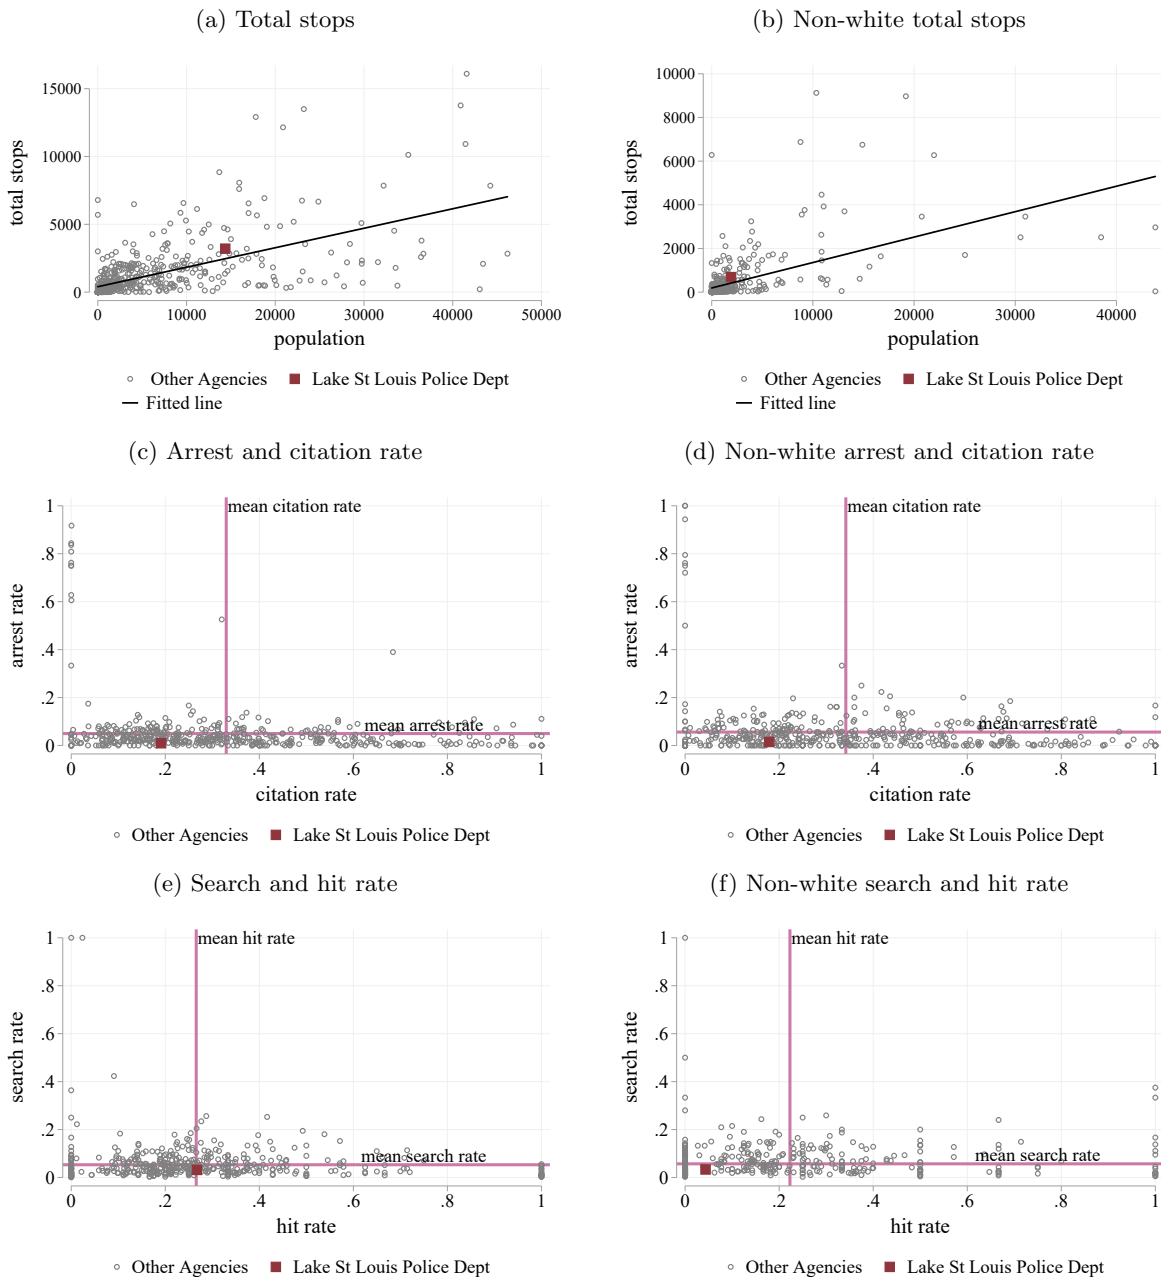 (a) Total stops
(b) Non-white total stops
total stops
15000
10000
5000
0
0 10000 20000 30000 40000 50000
population
Other Agencies Lake St Louis Police Dept
Fitted line
total stops
10000
8000
6000
4000
2000
0
0 10000 20000 30000 40000
population
Other Agencies Lake St Louis Police Dept
Fitted line
(c) Arrest and citation rate
(d) Non-white arrest and citation rate
arrest rate
1
.8
.6
.4
.2
0
mean citation rate
mean arrest rate
0 .2 .4 .6 .8 1
citation rate
Other Agencies Lake St Louis Police Dept
arrest rate
1
.8
.6
.4
.2
0
mean citation rate
mean arrest rate
0 .2 .4 .6 .8 1
citation rate
Other Agencies Lake St Louis Police Dept
(e) Search and hit rate
(f) Non-white search and hit rate
search rate
1
.8
.6
.4
.2
0
mean hit rate
mean search rate
0 .2 .4 .6 .8 1
hit rate
Other Agencies Lake St Louis Police Dept
search rate
1
.8
.6
.4
.2
0
mean hit rate
mean search rate
0 .2 .4 .6 .8 1
hit rate
Other Agencies Lake St Louis Police Dept